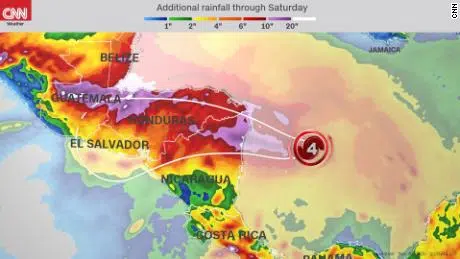 CNN
Weather
Additional rainfall through Saturday
1" 2" 4" 6" 10" 20"
CNN
JAMAICA
BELIZE
GUATEMALA
HONDURAS
EL SALVADOR
4
NICARAGUA
COSTA RICA
PANAMA